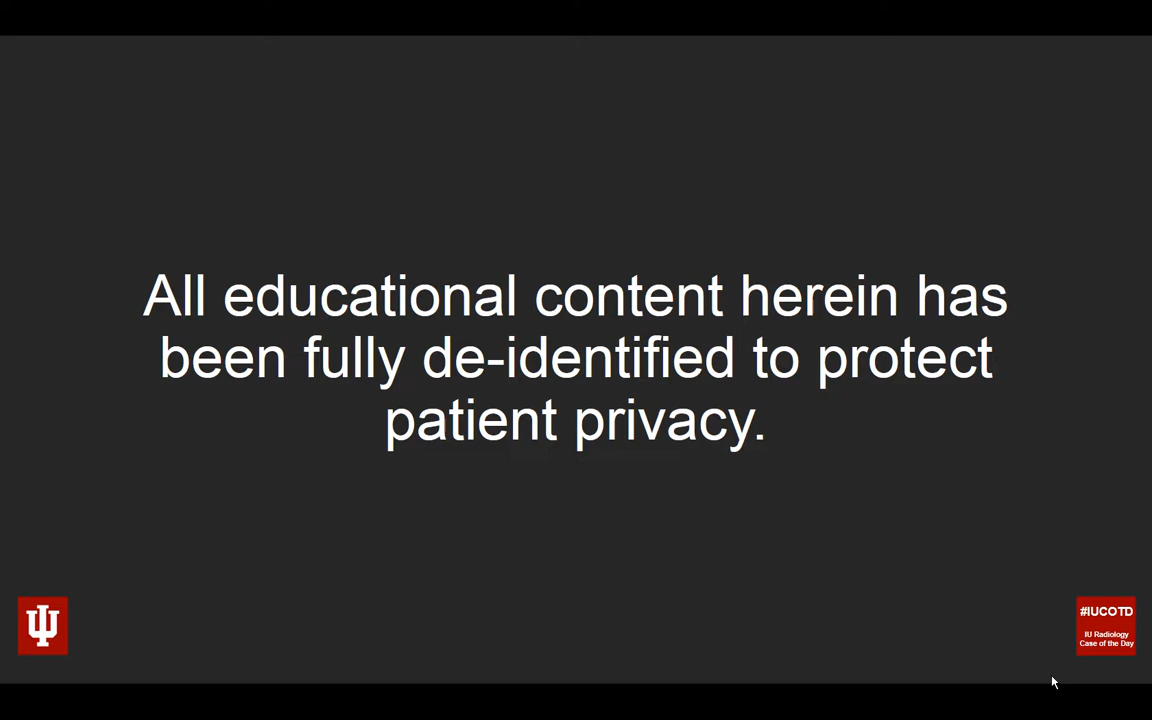 All educational content herein has
been fully de-identified to protect
patient privacy.
#IUCOTD
IU Radiology
Case of the Day